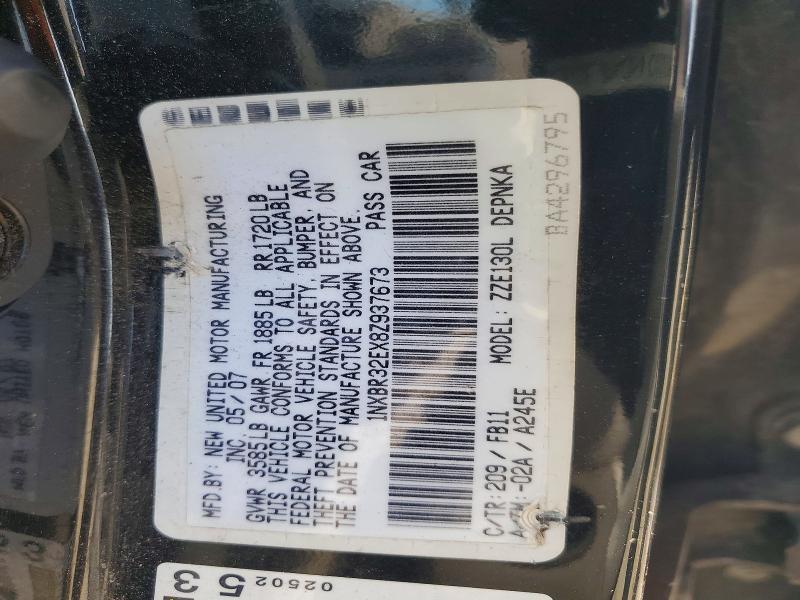 MFD.BY: NEW UNITED MOTOR MANUFACTURING
INC. 05/07
GVWR 3585LB GAWR FR 1885LB RR 1720LB
THIS VEHICLE CONFORMS TO ALL APPLICABLE
FEDERAL MOTOR VEHICLE SAFETY, BUMPER, AND
THEFT PREVENTION STANDARDS IN EFFECT ON
THE DATE OF MANUFACTURE SHOWN ABOVE.
1NXBR32EX8Z937673 PASS CAR
C/TR: 209/FB11 MODEL: ZZE130L DEPNKA
-02A/A245E
BA4296795
02502